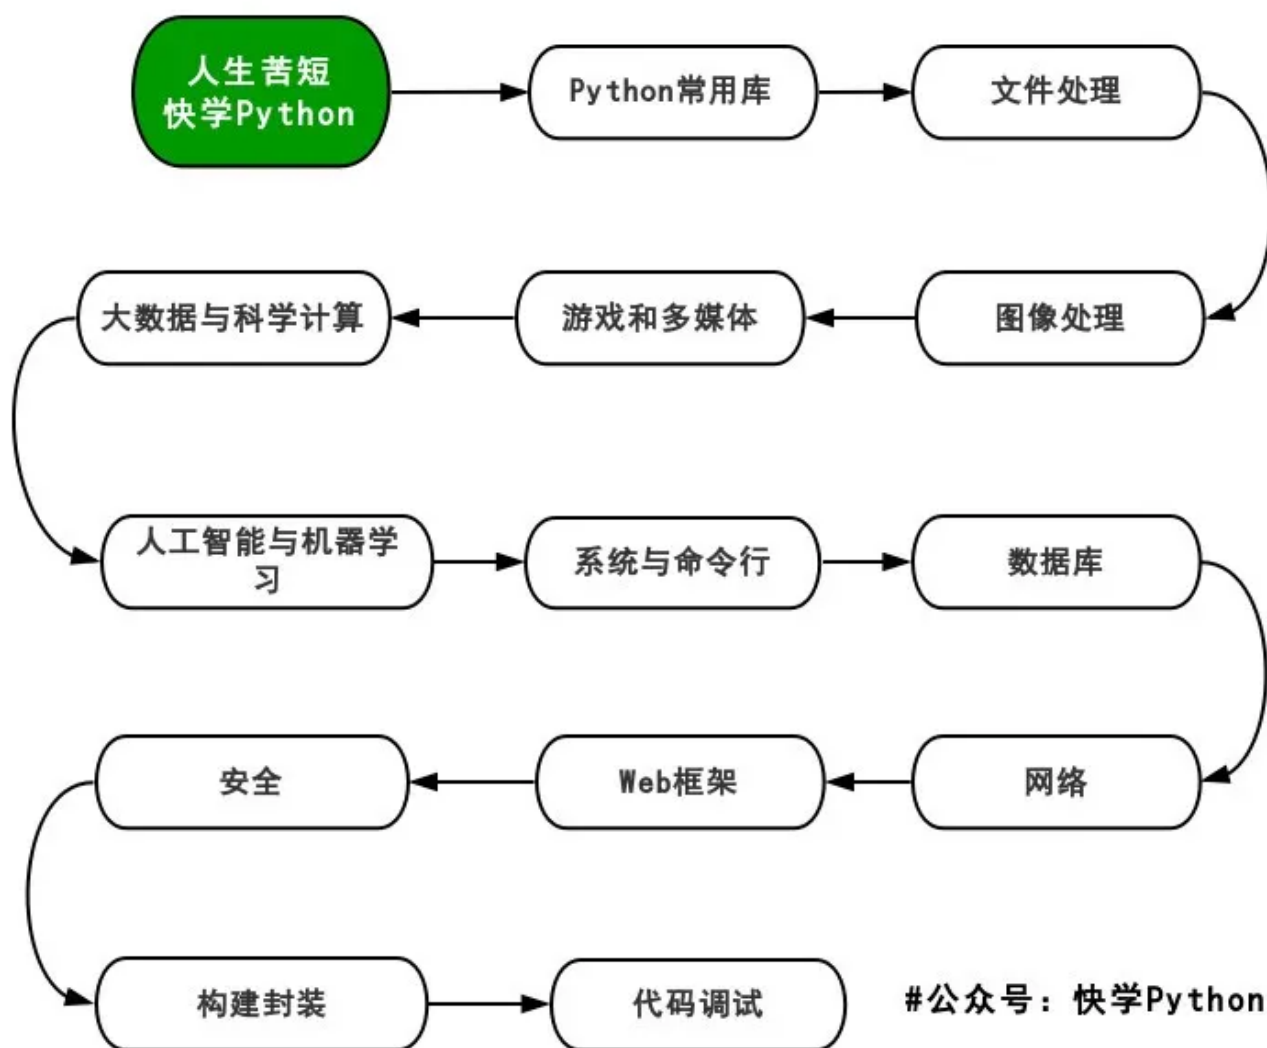 人生苦短
快学Python
Python常用库
文件处理
大数据与科学计算
游戏和多媒体
图像处理
人工智能与机器学
习
系统与命令行
数据库
安全
Web框架
网络
构建封装
代码调试
#公众号：快学Python